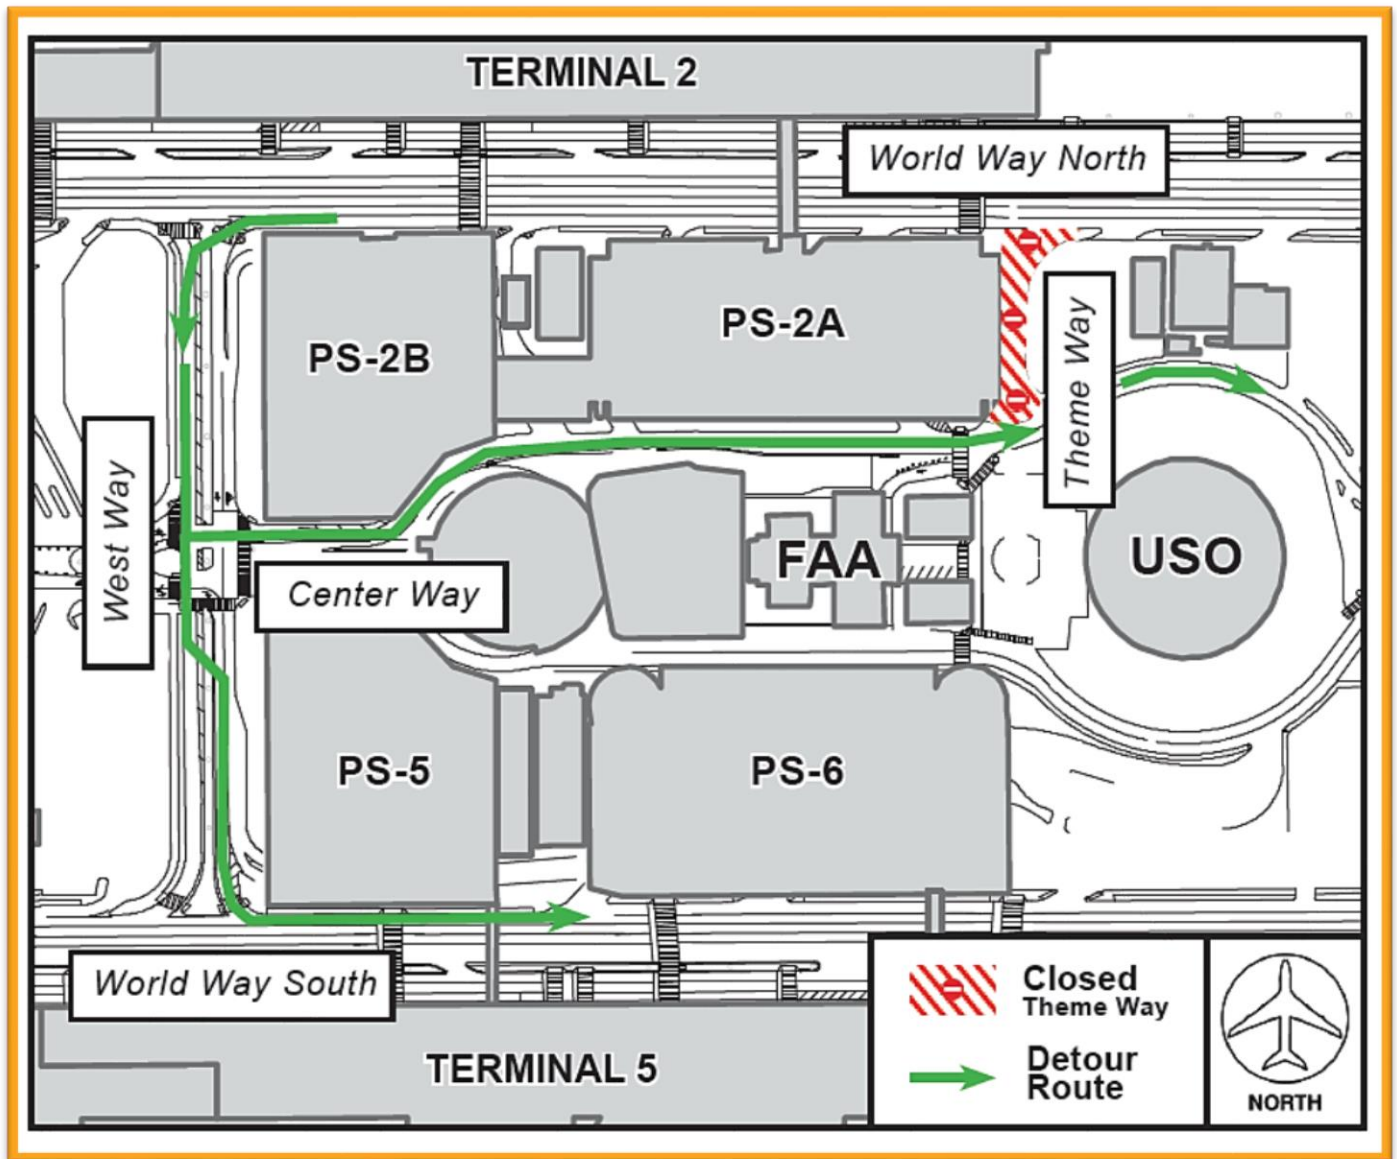 TERMINAL 2
World Way North
PS-2B
PS-2A
Theme Way
West Way
Center Way
FAA
USO
PS-5
PS-6
World Way South
TERMINAL 5
Closed
Theme Way
Detour
Route
NORTH